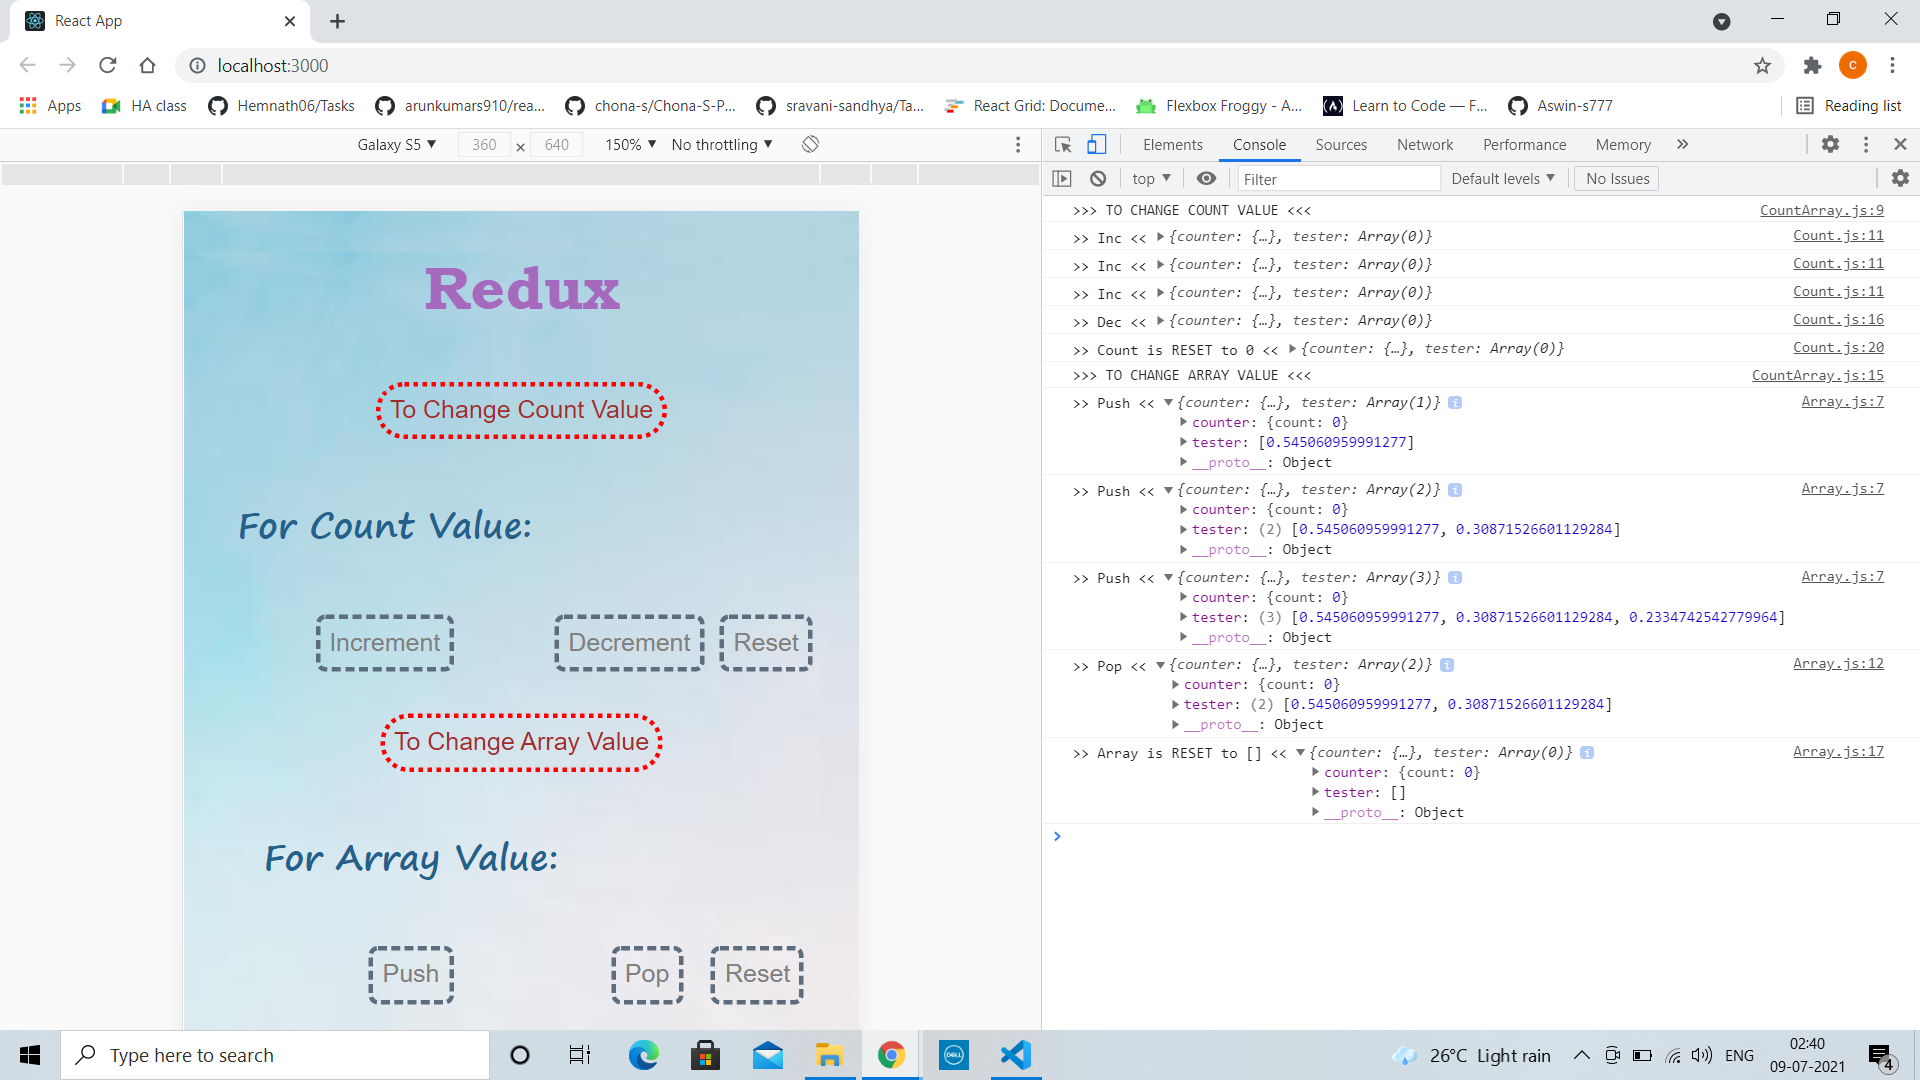 React App
localhost:3000
Apps
HA class
Hemnath06/Tasks
arunkumars910/rea...
chona-s/Chona-S-P...
sravani-sandhya/Ta...
React Grid: Docume...
Flexbox Froggy - A...
Learn to Code — F...
Aswin-s777
Reading list
C
Galaxy S5 ▼ 360 × 640 150% ▼ No throttling ▼
Redux
To Change Count Value
For Count Value:
Increment Decrement Reset
To Change Array Value
For Array Value:
Push Pop Reset
Elements Console Sources Network Performance Memory »
top ▼ Filter Default levels ▼ No Issues
>>> TO CHANGE COUNT VALUE <<< CountArray.js:9
>> Inc << ▶{counter: {…}, tester: Array(0)} Count.js:11
>> Inc << ▶{counter: {…}, tester: Array(0)} Count.js:11
>> Inc << ▶{counter: {…}, tester: Array(0)} Count.js:11
>> Dec << ▶{counter: {…}, tester: Array(0)} Count.js:16
>> Count is RESET to 0 << ▶{counter: {…}, tester: Array(0)} Count.js:20
>>> TO CHANGE ARRAY VALUE <<< CountArray.js:15
>> Push << ▼{counter: {…}, tester: Array(1)} i Array.js:7
▶ counter: {count: 0}
▶ tester: [0.545060959991277]
▶ __proto__: Object
>> Push << ▼{counter: {…}, tester: Array(2)} i Array.js:7
▶ counter: {count: 0}
▶ tester: (2) [0.545060959991277, 0.30871526601129284]
▶ __proto__: Object
>> Push << ▼{counter: {…}, tester: Array(3)} i Array.js:7
▶ counter: {count: 0}
▶ tester: (3) [0.545060959991277, 0.30871526601129284, 0.2334742542779964]
▶ __proto__: Object
>> Pop << ▼{counter: {…}, tester: Array(2)} i Array.js:12
▶ counter: {count: 0}
▶ tester: (2) [0.545060959991277, 0.30871526601129284]
▶ __proto__: Object
>> Array is RESET to [] << ▼{counter: {…}, tester: Array(0)} i Array.js:17
▶ counter: {count: 0}
▶ tester: []
▶ __proto__: Object
Type here to search
DELL
26°C Light rain
ENG
02:40
09-07-2021
4